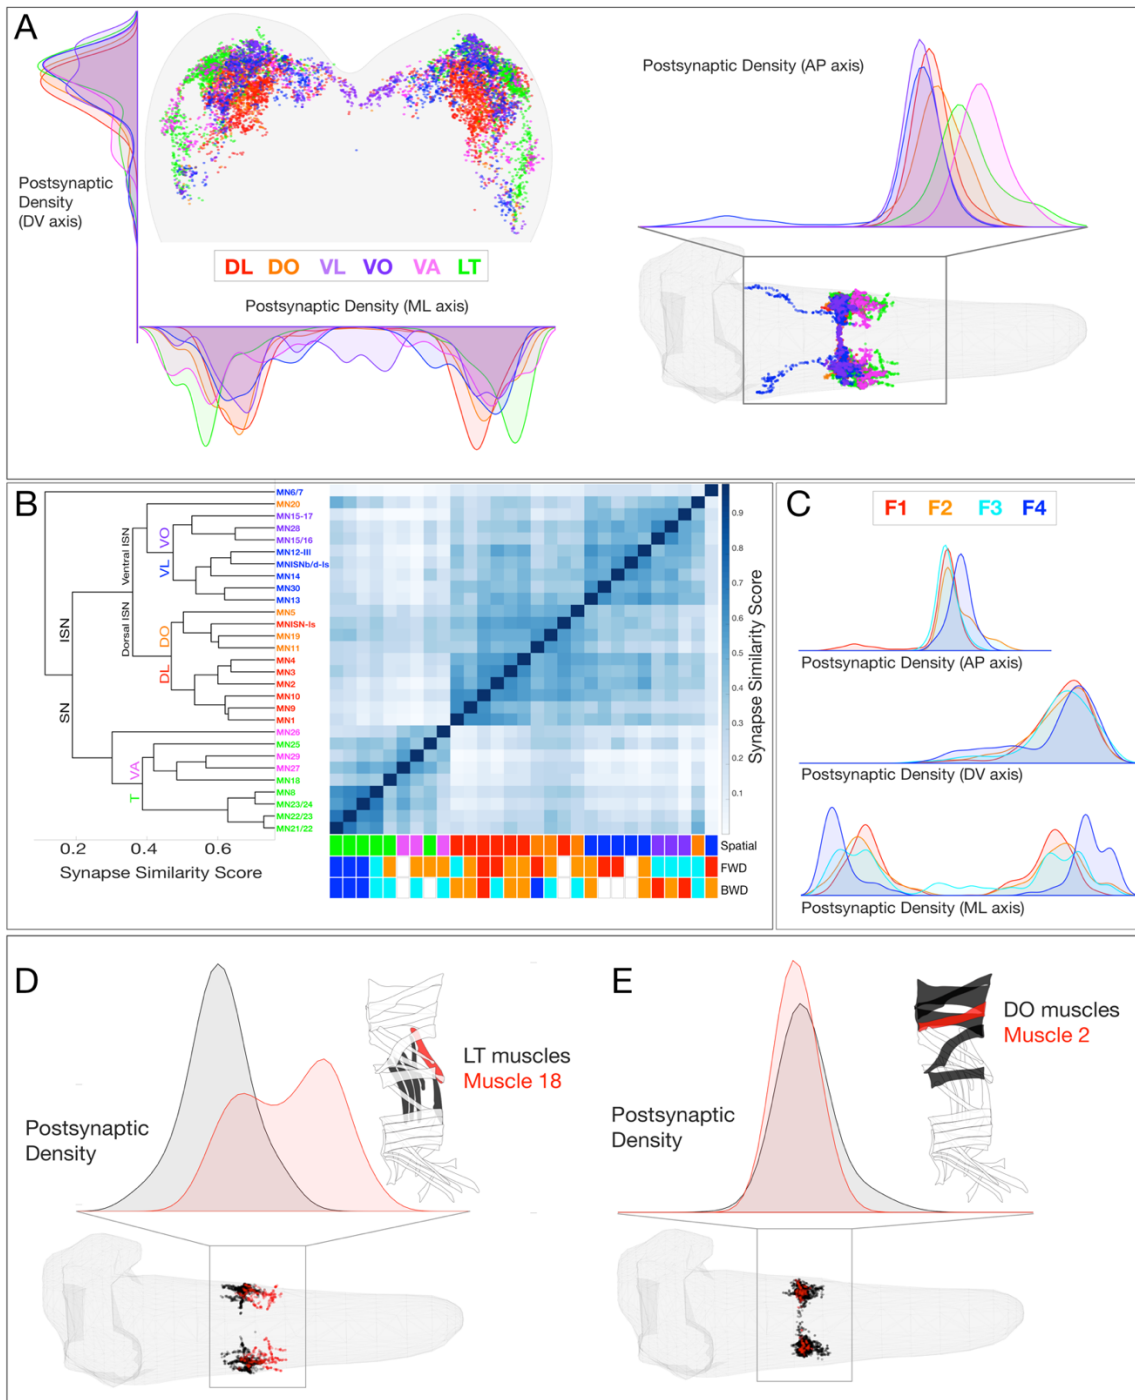 A
Postsynaptic Density (AP axis)
Postsynaptic
Density
(DV axis)
DL DO VL VO VA LT
Postsynaptic Density (ML axis)
B
MN6/7
MN20
MN15-17
MN28
MN15/16
MN12-III
MNISNb/d-Is
MN14
MN30
MN13
MN5
MNISN-Is
MN19
MN11
MN4
MN3
MN2
MN10
MN9
MN1
MN26
MN25
MN29
MN27
MN18
MN8
MN23/24
MN22/23
MN21/22
ISN
SN
Ventral ISN
Dorsal ISN
VO
VL
DO
DL
VA
T
0.2 0.4 0.6
Synapse Similarity Score
0.9
0.8
0.7
0.6
0.5
0.4
0.3
0.2
0.1
Synapse Similarity Score
Spatial
FWD
BWD
C
F1 F2 F3 F4
Postsynaptic Density (AP axis)
Postsynaptic Density (DV axis)
Postsynaptic Density (ML axis)
D
LT muscles
Muscle 18
Postsynaptic
Density
E
DO muscles
Muscle 2
Postsynaptic
Density